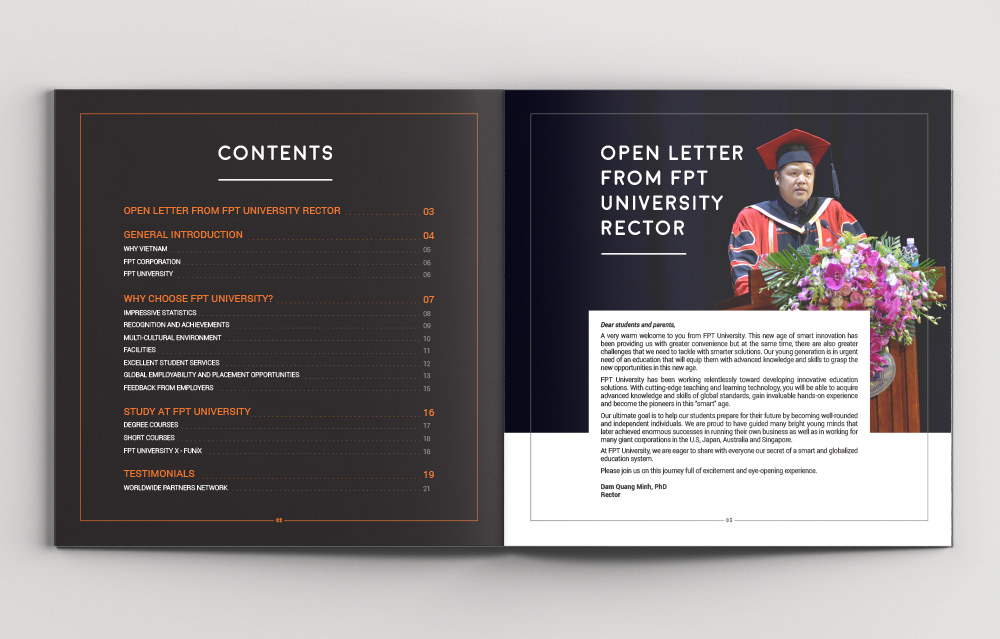 CONTENTS
OPEN LETTER FROM FPT UNIVERSITY RECTOR 03
GENERAL INTRODUCTION 04
WHY VIETNAM 05
FPT CORPORATION 06
FPT UNIVERSITY 06
WHY CHOOSE FPT UNIVERSITY? 07
IMPRESSIVE STATISTICS 08
RECOGNITION AND ACHIEVEMENTS 09
MULTI-CULTURAL ENVIRONMENT 10
FACILITIES 11
EXCELLENT STUDENT SERVICES 12
GLOBAL EMPLOYABILITY AND PLACEMENT OPPORTUNITIES 13
FEEDBACK FROM EMPLOYERS 15
STUDY AT FPT UNIVERSITY 16
DEGREE COURSES 17
SHORT COURSES 18
FPT UNIVERSITY X - FUNiX 18
TESTIMONIALS 19
WORLDWIDE PARTNERS NETWORK 21
02
OPEN LETTER
FROM FPT
UNIVERSITY
RECTOR
Dear students and parents,
A very warm welcome to you from FPT University. This new age of smart innovation has
been providing us with greater convenience but at the same time, there are also greater
challenges that we need to tackle with smarter solutions. Our young generation is in urgent
need of an education that will equip them with advanced knowledge and skills to grasp the
new opportunities in this new age.
FPT University has been working relentlessly toward developing innovative education
solutions. With cutting-edge teaching and learning technology, you will be able to acquire
advanced knowledge and skills of global standards, gain invaluable hands-on experience
and become the pioneers in this "smart" age.
Our ultimate goal is to help our students prepare for their future by becoming well-rounded
and independent individuals. We are proud to have guided many bright young minds that
later achieved enormous successes in running their own business as well as in working for
many giant corporations in the U.S, Japan, Australia and Singapore.
At FPT University, we are eager to share with everyone our secret of a smart and globalized
education system.
Please join us on this journey full of excitement and eye-opening experience.
Dam Quang Minh, PhD
Rector
03